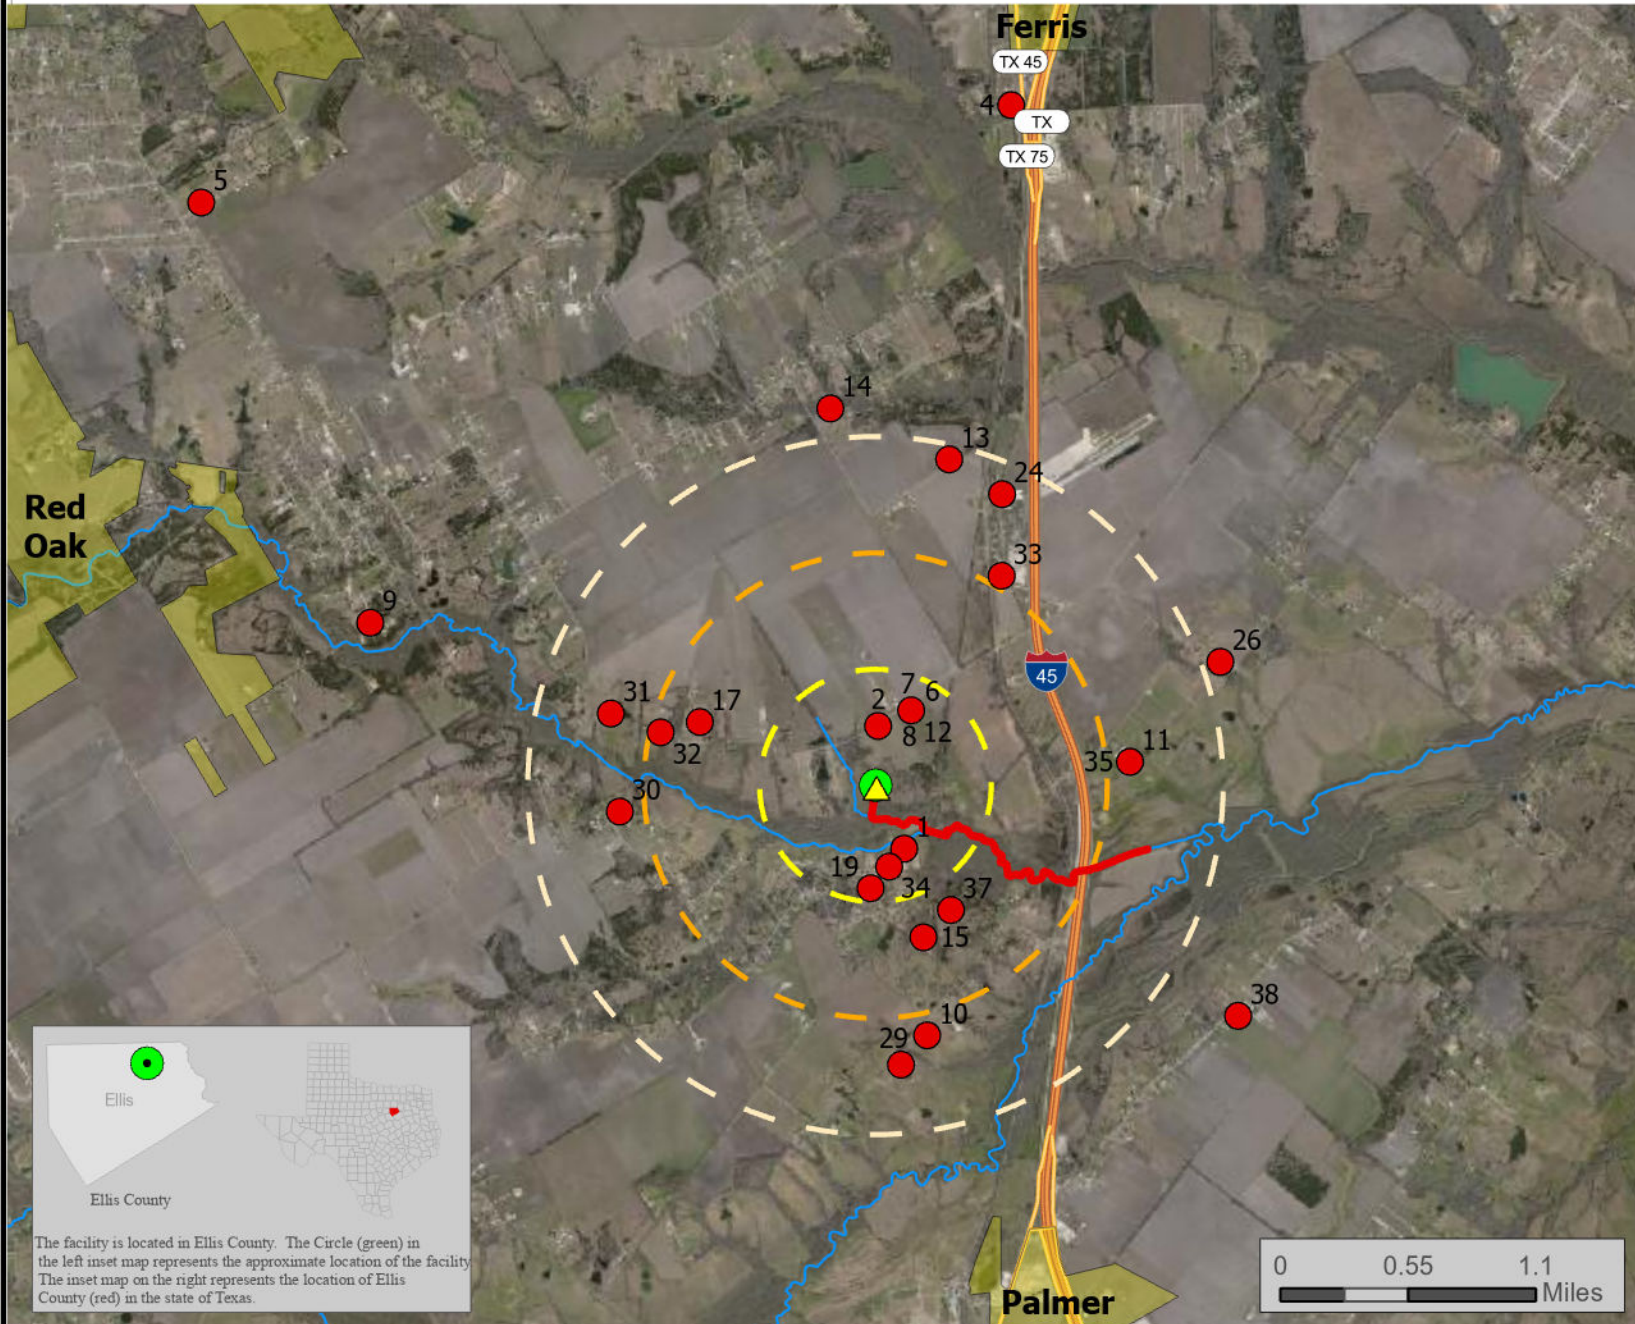 Ferris
TX 45
4
TX
TX 75
5
14
13
24
Red
Oak
33
9
26
7
6
31
17
2
45
8
12
32
11
35
30
1
19
34
37
15
38
10
29
Ellis
Ellis County
The facility is located in Ellis County. The Circle (green) in
the left inset map represents the approximate location of the facility
The inset map on the right represents the location of Ellis
County (red) in the state of Texas.
0 0.55 1.1
Miles
Palmer